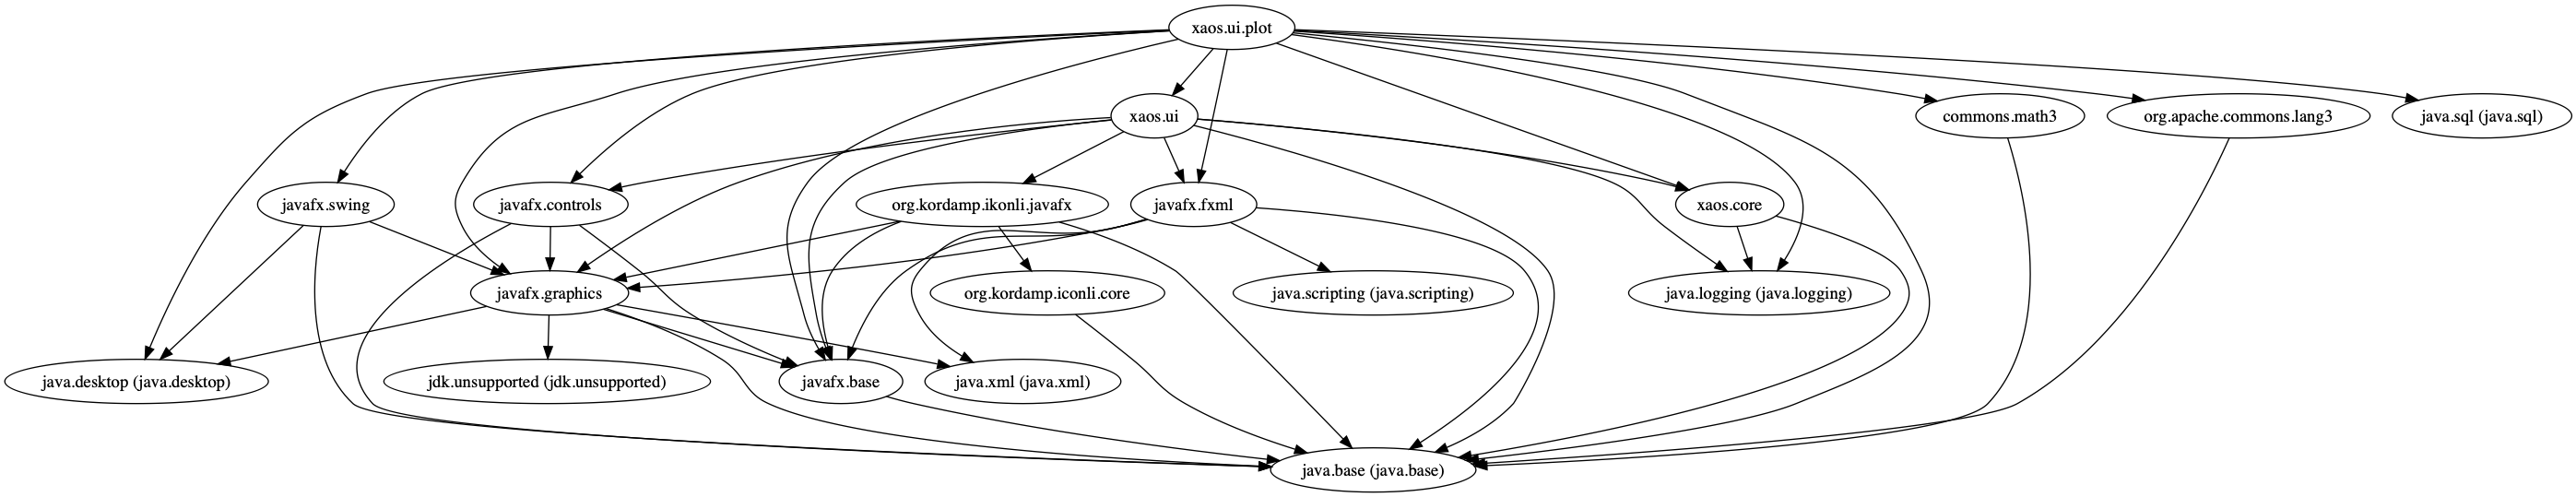 xaos.ui.plot
xaos.ui
commons.math3
org.apache.commons.lang3
java.sql (java.sql)
javafx.swing
javafx.controls
org.kordamp.ikonli.javafx
javafx.fxml
xaos.core
javafx.graphics
org.kordamp.iconli.core
java.scripting (java.scripting)
java.logging (java.logging)
java.desktop (java.desktop)
jdk.unsupported (jdk.unsupported)
javafx.base
java.xml (java.xml)
java.base (java.base)